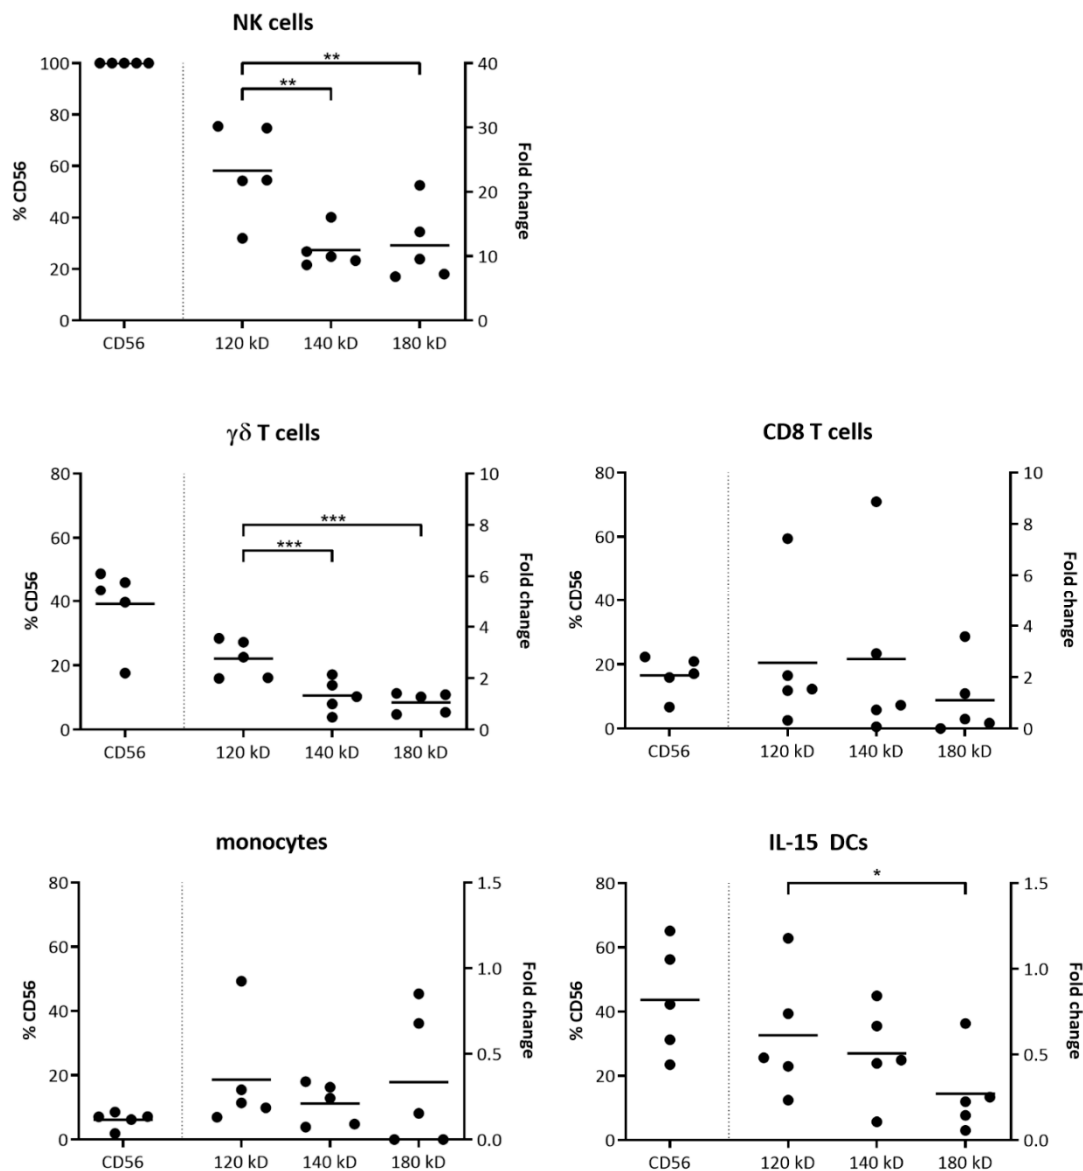 NK cells
100
80
60
40
20
0
% CD56
**
**
40
30
20
10
0
Fold change
CD56 120 kD 140 kD 180 kD
γδ T cells
80
60
40
20
0
% CD56
***
***
10
8
6
4
2
0
Fold change
CD56 120 kD 140 kD 180 kD
CD8 T cells
80
60
40
20
0
% CD56
10
8
6
4
2
0
Fold change
CD56 120 kD 140 kD 180 kD
monocytes
80
60
40
20
0
% CD56
1.5
1.0
0.5
0.0
Fold change
CD56 120 kD 140 kD 180 kD
IL-15 DCs
80
60
40
20
0
% CD56
*
1.5
1.0
0.5
0.0
Fold change
CD56 120 kD 140 kD 180 kD